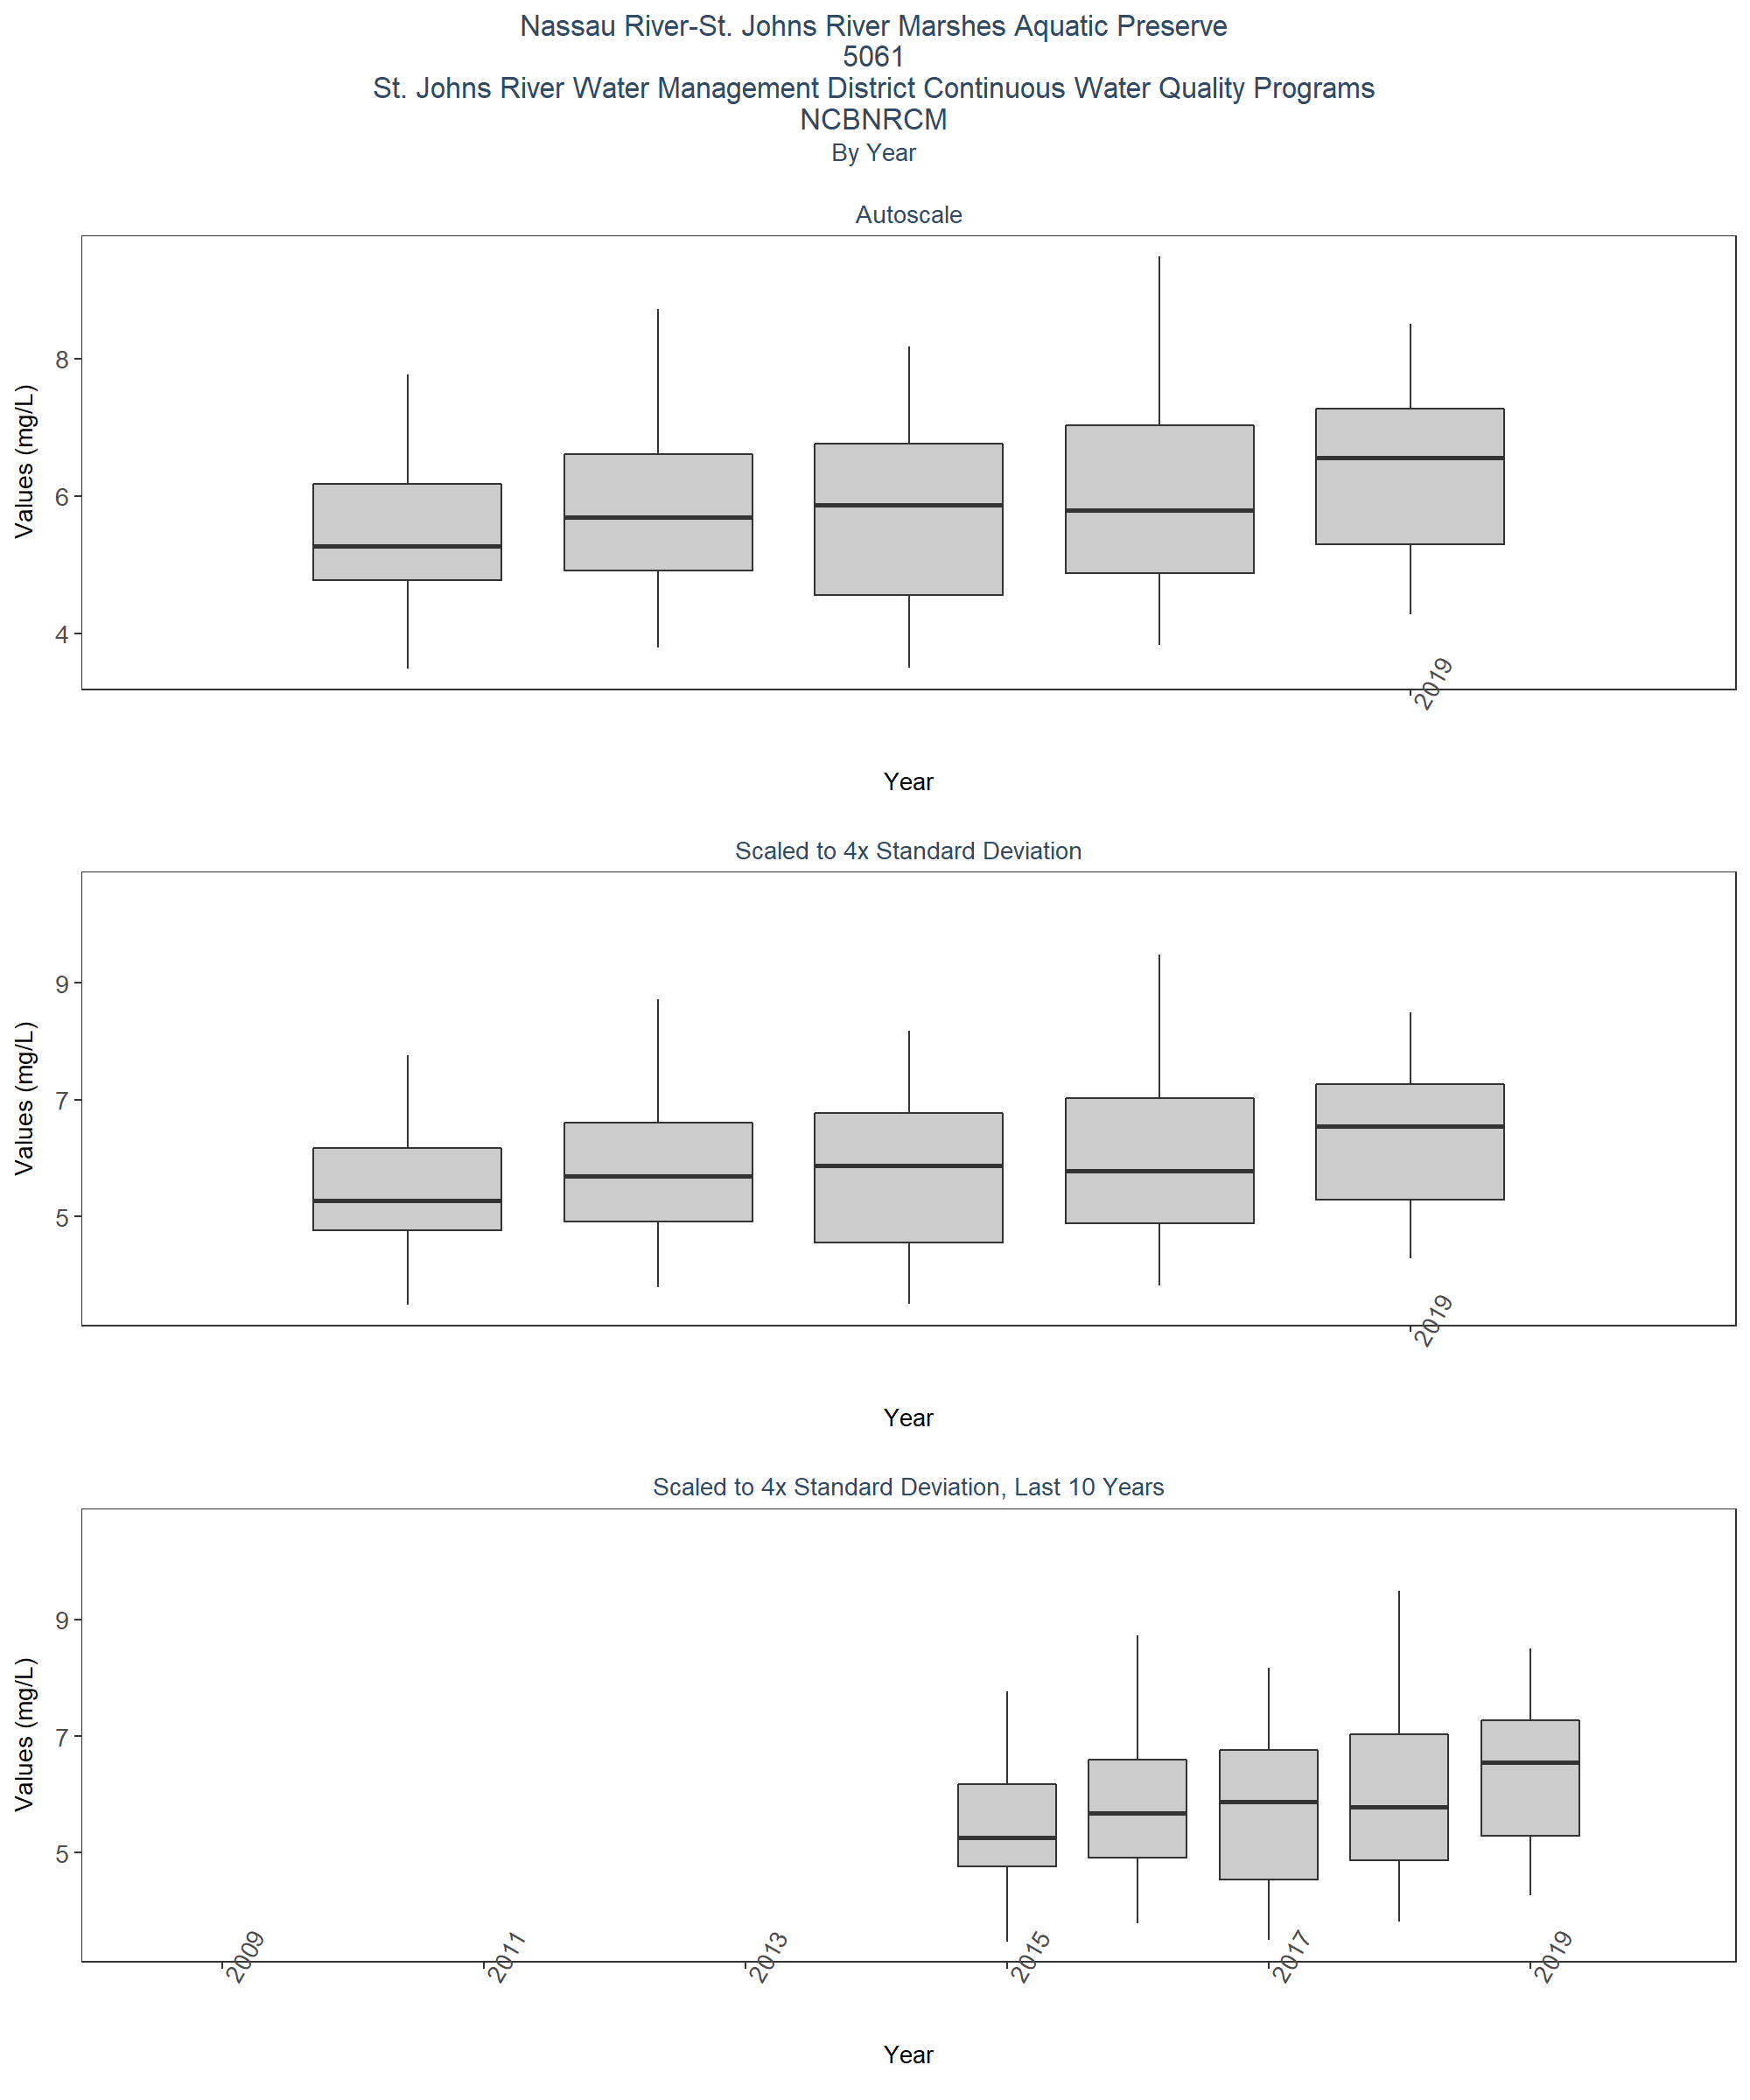 Nassau River-St. Johns River Marshes Aquatic Preserve
5061
St. Johns River Water Management District Continuous Water Quality Programs
NCBNRCM
By Year
Autoscale
Values (mg/L)
8
6
4
2019
Year
Scaled to 4x Standard Deviation
Values (mg/L)
9
7
5
2019
Year
Scaled to 4x Standard Deviation, Last 10 Years
Values (mg/L)
9
7
5
2009
2011
2013
2015
2017
2019
Year